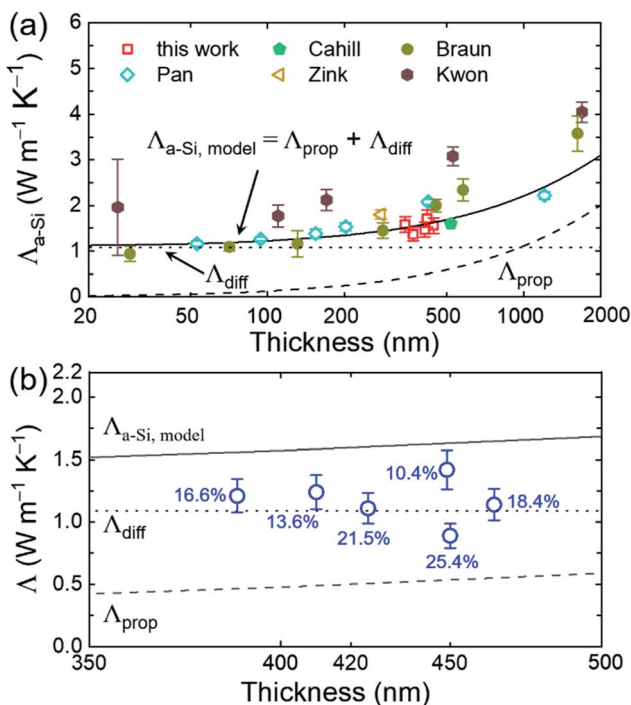 (a)
this work Cahill Braun
Pan Zink Kwon
Λa-Si, model = Λprop + Λdiff
Λdiff
Λprop
Λa-Si (W m⁻¹ K⁻¹)
6
5
4
3
2
1
0
20 50 100 200 500 1000 2000
Thickness (nm)
(b)
Λa-Si, model
16.6%
13.6%
21.5%
10.4%
25.4%
18.4%
Λdiff
Λprop
Λ (W m⁻¹ K⁻¹)
2.2
2.0
1.5
1.0
0.5
0.0
350 400 420 450 500
Thickness (nm)